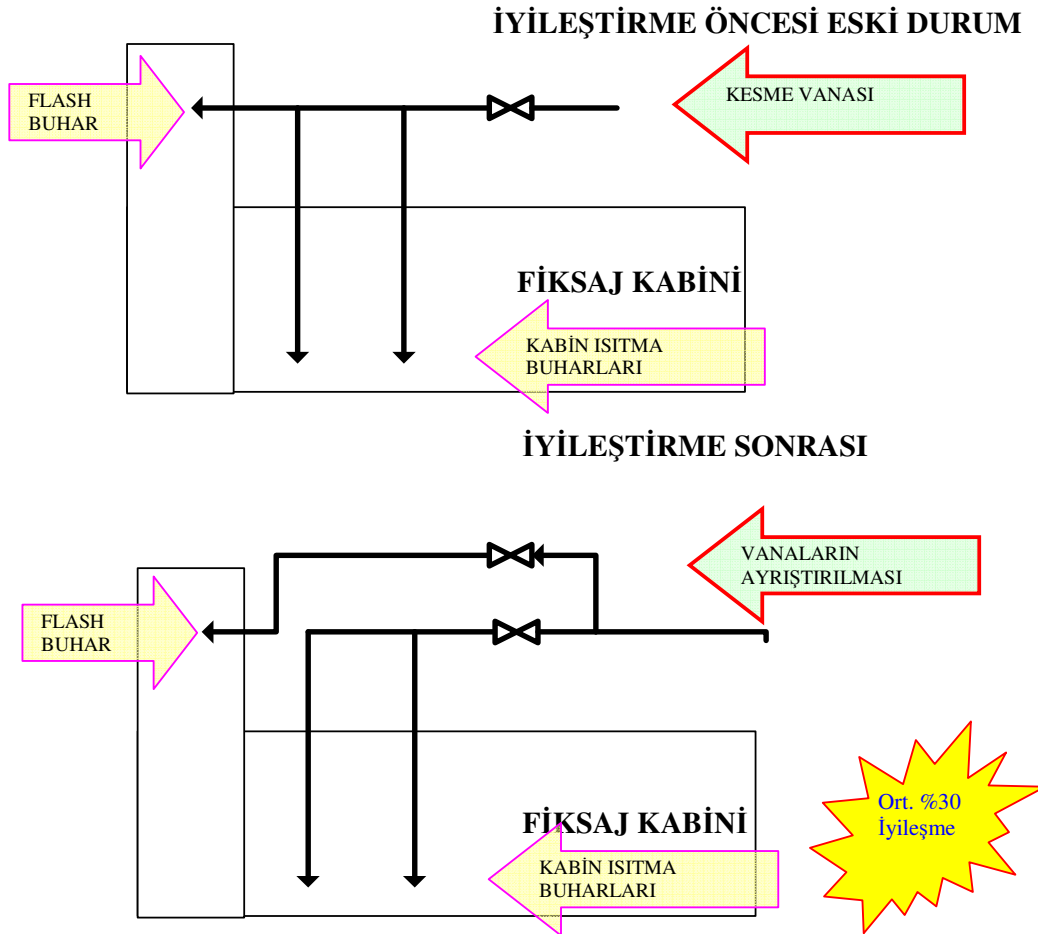 İYİLEŞTİRME ÖNCESİ ESKİ DURUM
FLASH
BUHAR
KESME VANASI
FİKSAJ KABİNİ
KABİN ISITMA
BUHARLARI
İYİLEŞTİRME SONRASI
VANALARIN
AYRIŞTIRILMASI
FLASH
BUHAR
Ort. %30
İyileşme
FİKSAJ KABİNİ
KABİN ISITMA
BUHARLARI